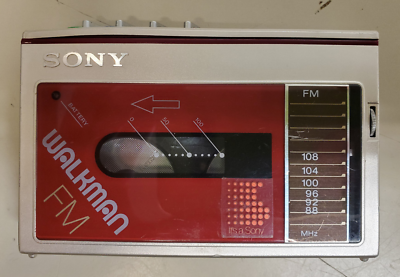 SONY
FM
BATTERY
0
50
100
WALKMAN
FM
108
104
100
96
92
88
MHz
It's a Sony